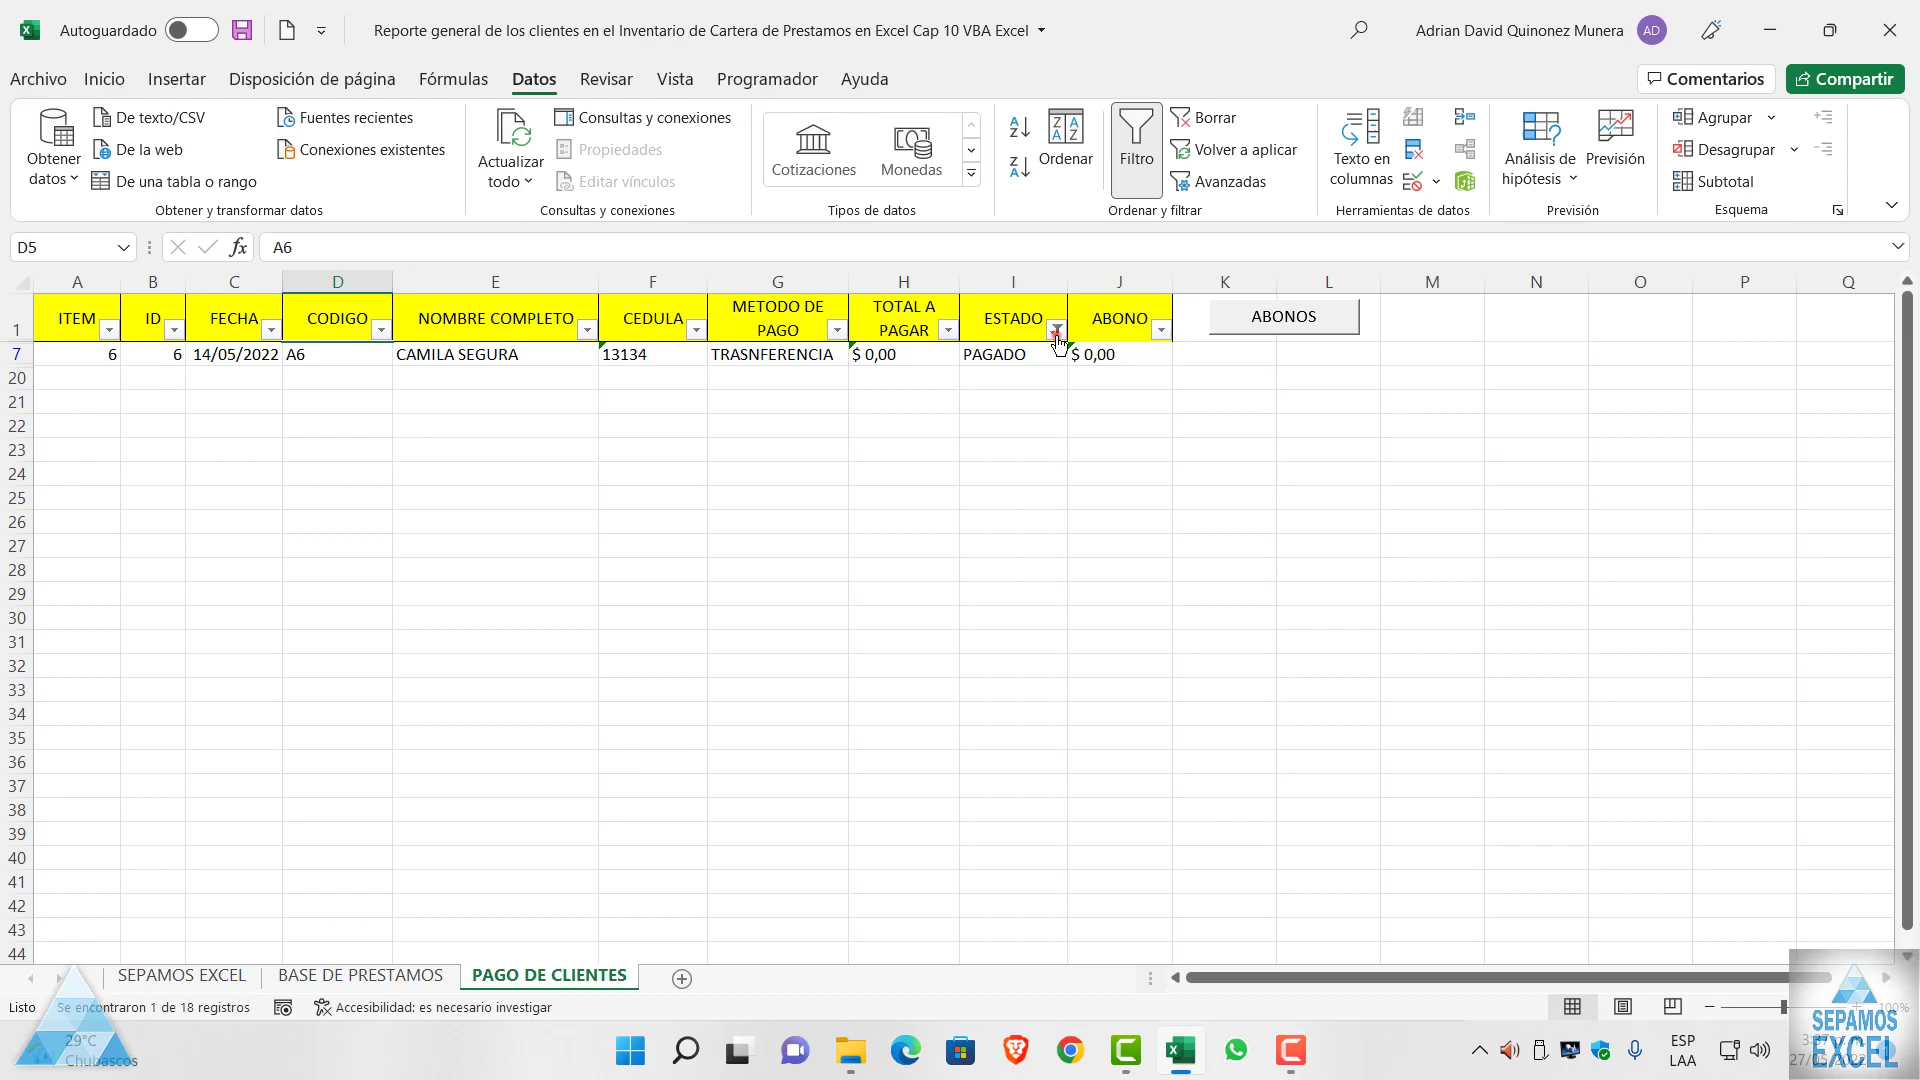 Autoguardado
Reporte general de los clientes en el Inventario de Cartera de Prestamos en Excel Cap 10 VBA Excel
Adrian David Quinonez Munera
AD
Archivo Inicio Insertar Disposición de página Fórmulas Datos Revisar Vista Programador Ayuda
Comentarios
Compartir
Obtener datos
De texto/CSV
De la web
De una tabla o rango
Fuentes recientes
Conexiones existentes
Obtener y transformar datos
Actualizar todo
Consultas y conexiones
Propiedades
Editar vínculos
Consultas y conexiones
Cotizaciones
Monedas
Tipos de datos
Ordenar
Filtro
Borrar
Volver a aplicar
Avanzadas
Ordenar y filtrar
Texto en columnas
Herramientas de datos
Análisis de hipótesis
Previsión
Previsión
Agrupar
Desagrupar
Subtotal
Esquema
D5
fx
A6
A B C D E F G H I J K L M N O P Q
1 ITEM ID FECHA CODIGO NOMBRE COMPLETO CEDULA METODO DE PAGO TOTAL A PAGAR ESTADO ABONO
ABONOS
7 6 6 14/05/2022 A6 CAMILA SEGURA 13134 TRASNFERENCIA $ 0,00 PAGADO $ 0,00
20
21
22
23
24
25
26
27
28
29
30
31
32
33
34
35
36
37
38
39
40
41
42
43
44
SEPAMOS EXCEL BASE DE PRESTAMOS PAGO DE CLIENTES
Listo
Se encontraron 1 de 18 registros
Accesibilidad: es necesario investigar
100%
29°C
Chubascos
ESP
LAA
SEPAMOS
EXCEL